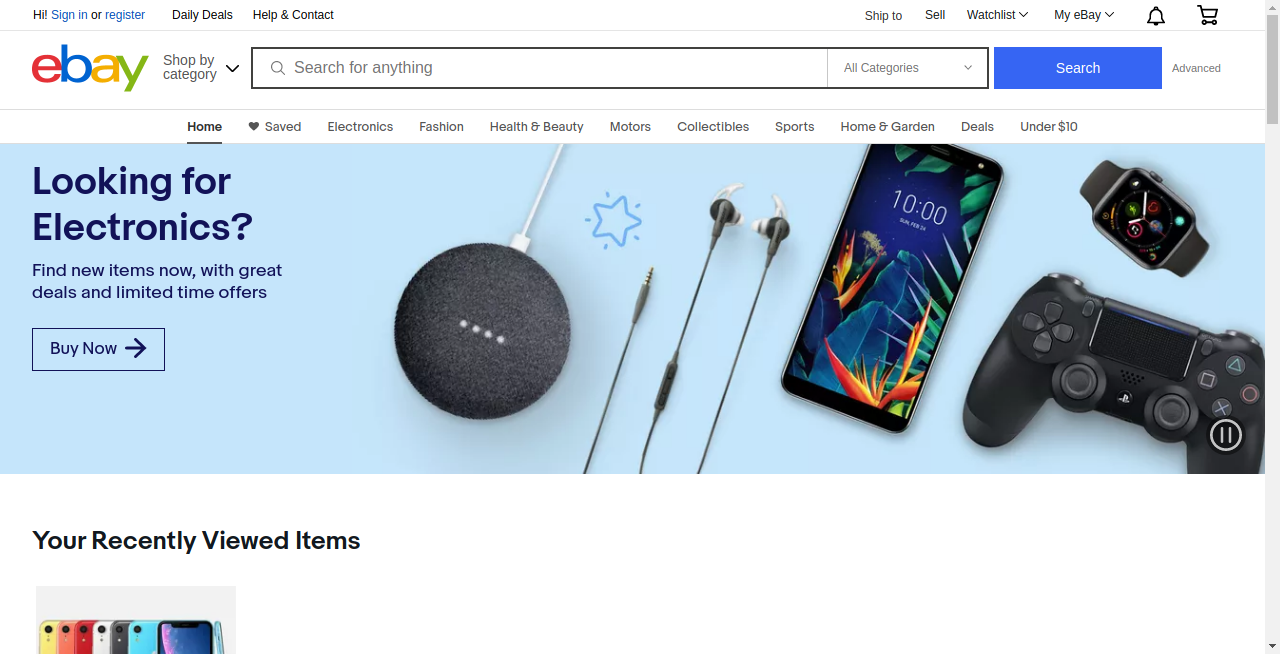 Hi! Sign in or register
Daily Deals
Help & Contact
Ship to
Sell
Watchlist
My eBay
ebay
Shop by
category
Search for anything
All Categories
Search
Advanced
Home
Saved
Electronics
Fashion
Health & Beauty
Motors
Collectibles
Sports
Home & Garden
Deals
Under $10
Looking for
Electronics?
Find new items now, with great
deals and limited time offers
Buy Now
10:00
SUN, FEB 24
Your Recently Viewed Items